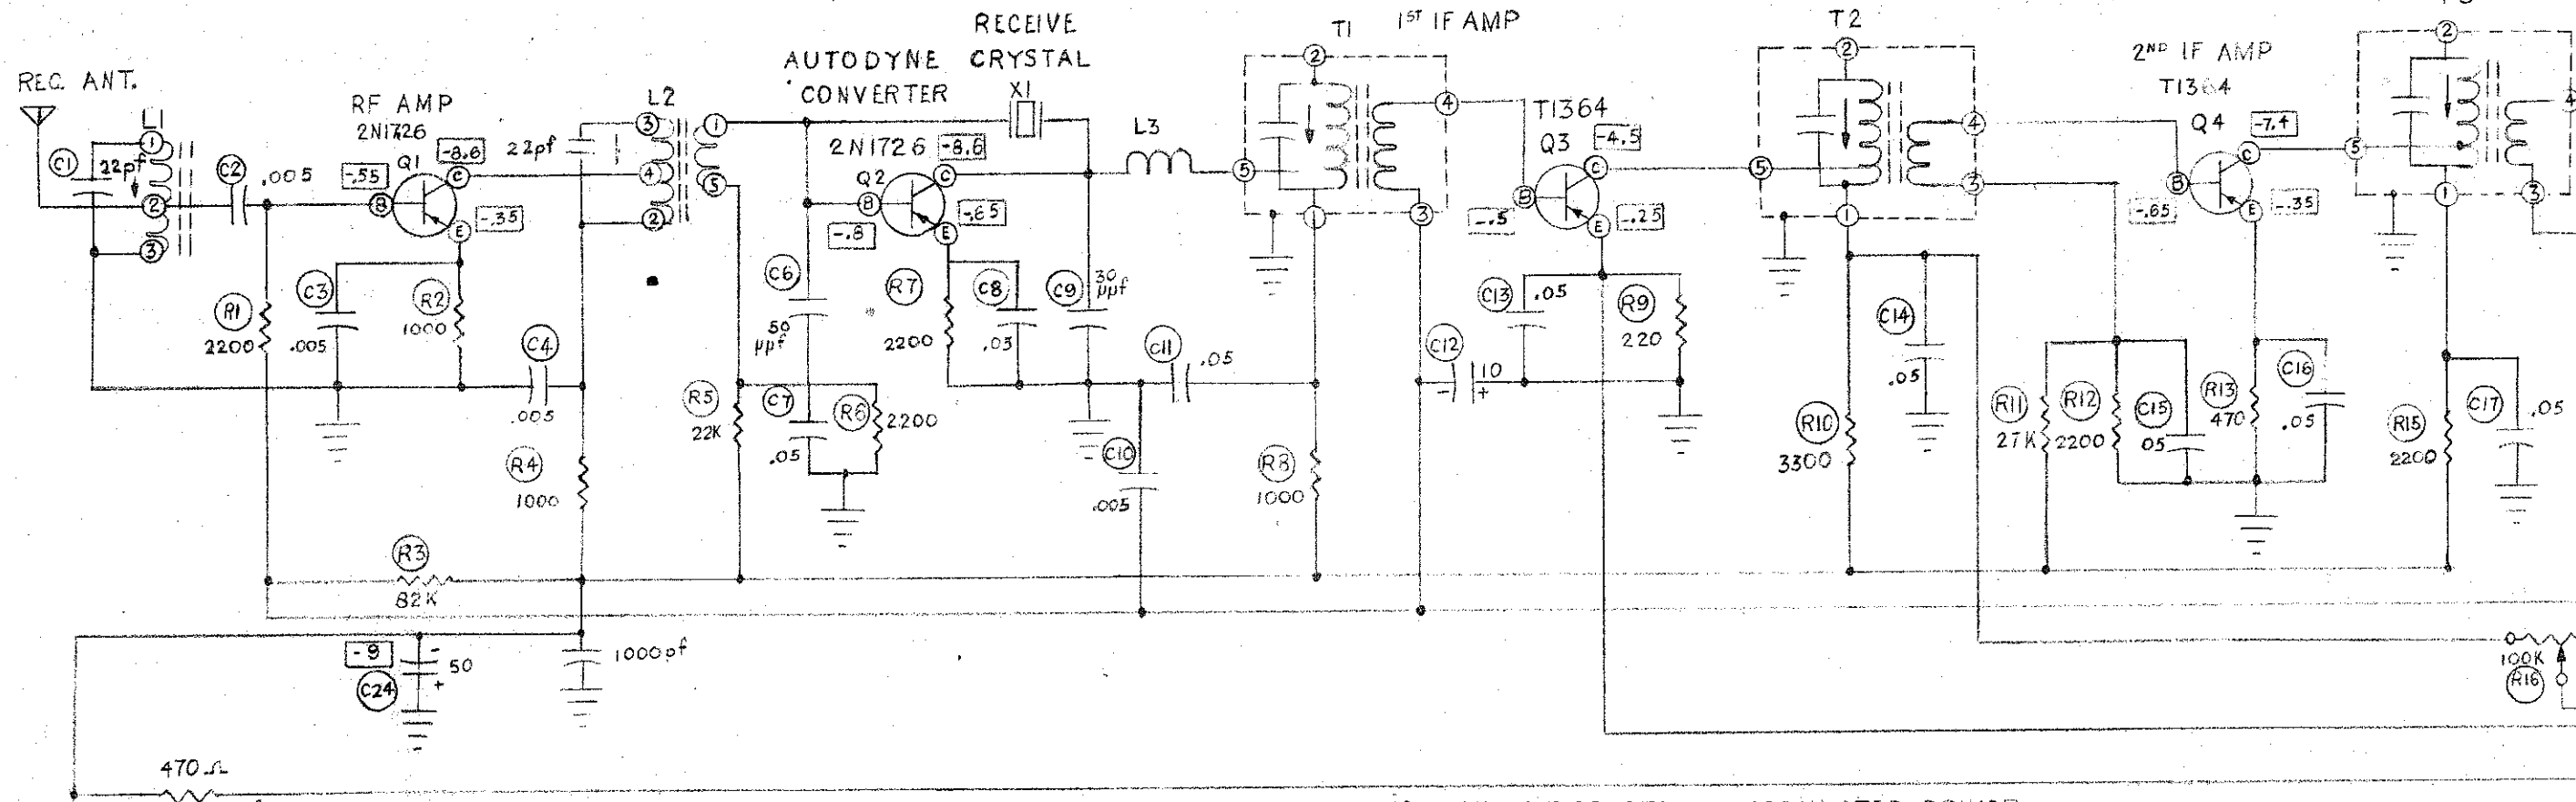 REC. ANT.
L1
C1
22pf
1
2
3
C2
.005
RF AMP
2N1726
Q1
-.55
-8.6
-.35
B
C
E
R1
2200
C3
.005
R2
1000
C4
.005
R4
1000
R3
82K
-9
C24
-
50
+
1000pf
470Ω
L2
22pf
3
4
2
1
5
AUTODYNE
CONVERTER
RECEIVE
CRYSTAL
X1
2N1726
Q2
-8.6
-.65
-.8
B
C
E
C6
50
µµf
R5
22K
C7
.05
R6
2200
R7
2200
C8
.05
C9
30
µµf
L3
C11
.05
C10
.005
R8
1000
T1
2
5
1
4
3
1ST IF AMP
T1364
Q3
-4.5
-.5
-.25
B
C
E
C12
-
10
+
C13
.05
R9
220
T2
2
5
1
4
3
R10
3300
C14
.05
2ND IF AMP
T1364
Q4
-7.4
-.65
-.35
B
C
E
R11
27K
R12
2200
C15
.05
R13
470
C16
.05
2
5
1
4
3
R15
2200
C17
.05
100K
R16